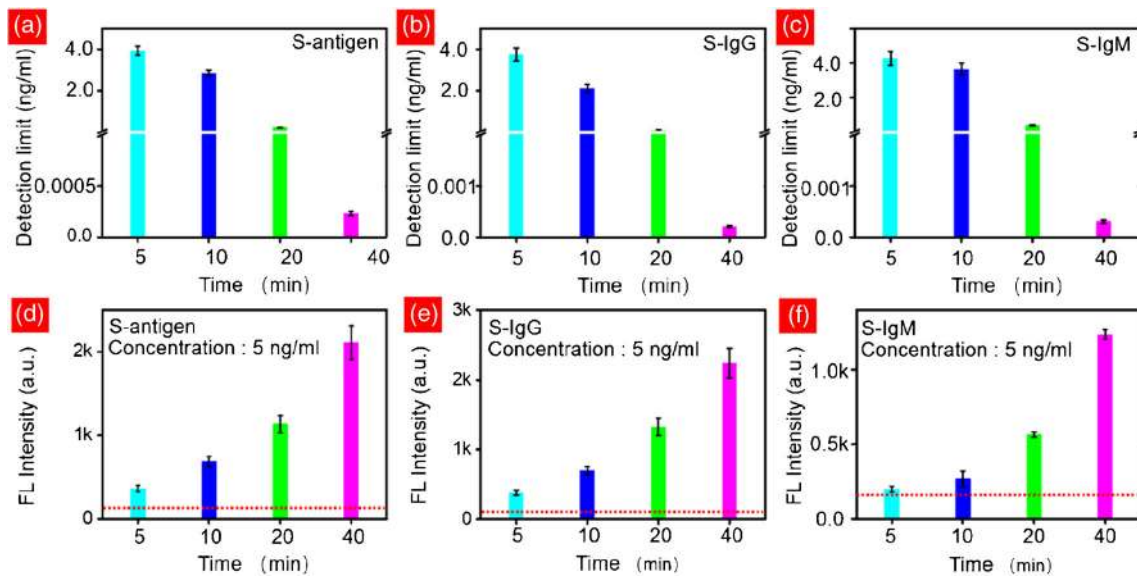 (a)
S-antigen
Detection limit (ng/ml)
4.0
2.0
0.0005
0.0
5 10 20 40
Time (min)
(b)
S-IgG
Detection limit (ng/ml)
4.0
2.0
0.001
0.0
5 10 20 40
Time (min)
(c)
S-IgM
Detection limit (ng/ml)
4.0
2.0
0.001
0.0
5 10 20 40
Time (min)
(d)
S-antigen
Concentration : 5 ng/ml
FL Intensity (a.u.)
2k
1k
0
5 10 20 40
Time (min)
(e)
S-IgG
Concentration : 5 ng/ml
FL Intensity (a.u.)
3k
2k
1k
0
5 10 20 40
Time (min)
(f)
S-IgM
Concentration : 5 ng/ml
FL Intensity (a.u.)
1.0k
0.5k
0.0
5 10 20 40
Time (min)